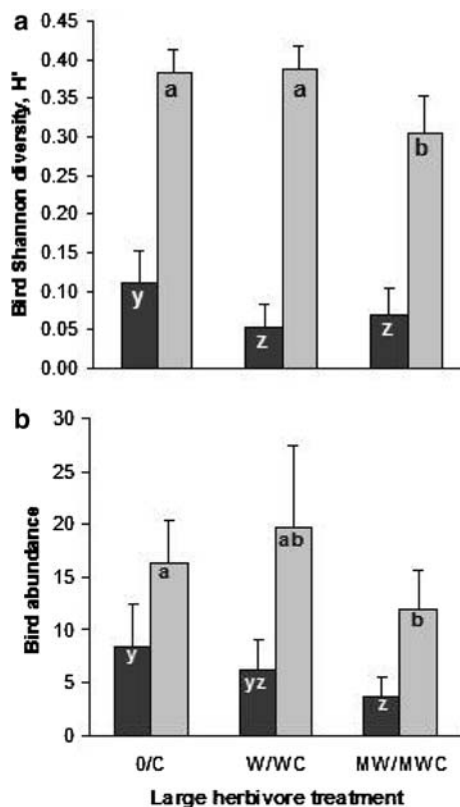 a
Bird Shannon diversity, H'
0.45
0.40
0.35
0.30
0.25
0.20
0.15
0.10
0.05
0.00
y
a
z
a
z
b
b
Bird abundance
30
25
20
15
10
5
0
y
a
yz
ab
z
b
0/C
W/WC
MW/MWC
Large herbivore treatment